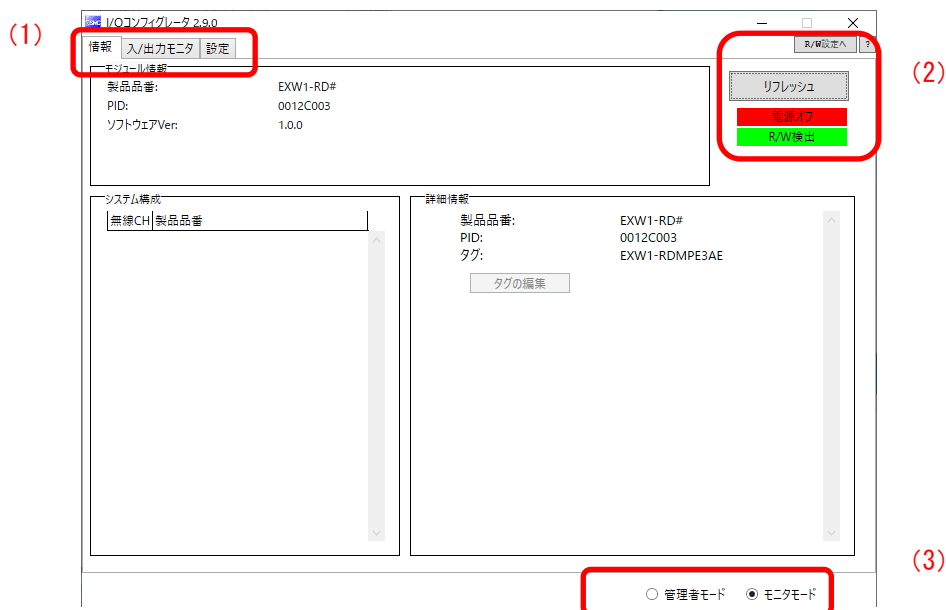 (1)
SMC I/Oコンフィグレータ 2.9.0
情報 入/出力モニタ 設定
R/W設定へ ?
(2)
モジュール情報
製品品番: EXW1-RD#
PID: 0012C003
ソフトウェアVer: 1.0.0
リフレッシュ
電源オフ
R/W検出
システム構成
無線CH 製品品番
詳細情報
製品品番: EXW1-RD#
PID: 0012C003
タグ: EXW1-RDMPE3AE
タグの編集
(3)
管理者モード モニタモード